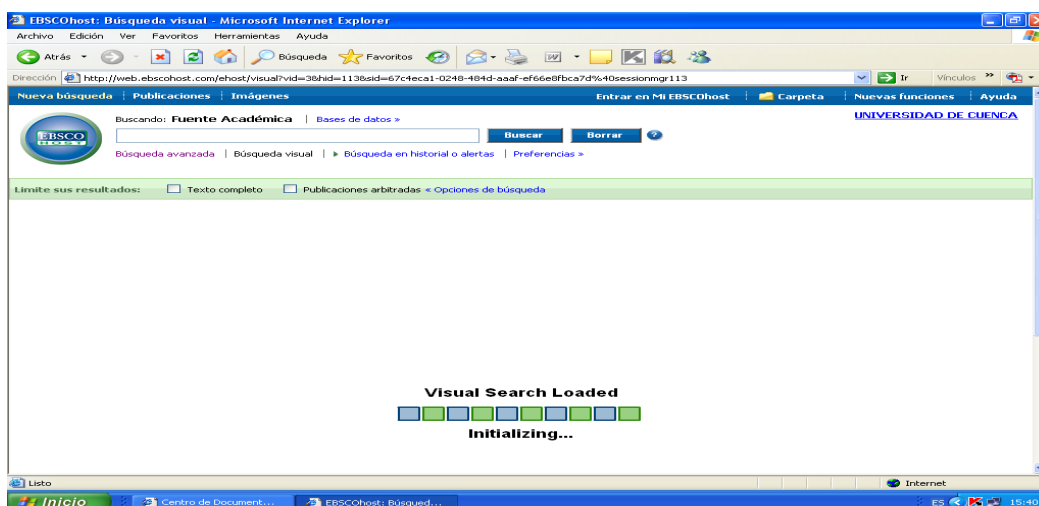 EBSCOhost: Búsqueda visual - Microsoft Internet Explorer
Archivo Edición Ver Favoritos Herramientas Ayuda
Atrás Búsqueda Favoritos
Dirección http://web.ebscohost.com/ehost/visual?vid=3&hid=113&sid=67c4eca1-0248-484d-aaaf-ef66e8fbca7d%40sessionmgr113 Ir Vínculos »
Nueva búsqueda Publicaciones Imágenes Entrar en Mi EBSCOhost Carpeta Nuevas funciones Ayuda
UNIVERSIDAD DE CUENCA
Buscando: Fuente Académica | Bases de datos »
EBSCO
HOST
Buscar Borrar ?
Búsqueda avanzada | Búsqueda visual | Búsqueda en historial o alertas | Preferencias »
Limite sus resultados: Texto completo Publicaciones arbitradas « Opciones de búsqueda
Visual Search Loaded
Initializing...
Listo Internet
Inicio Centro de Document... EBSCOhost: Búsqued... ES 15:40